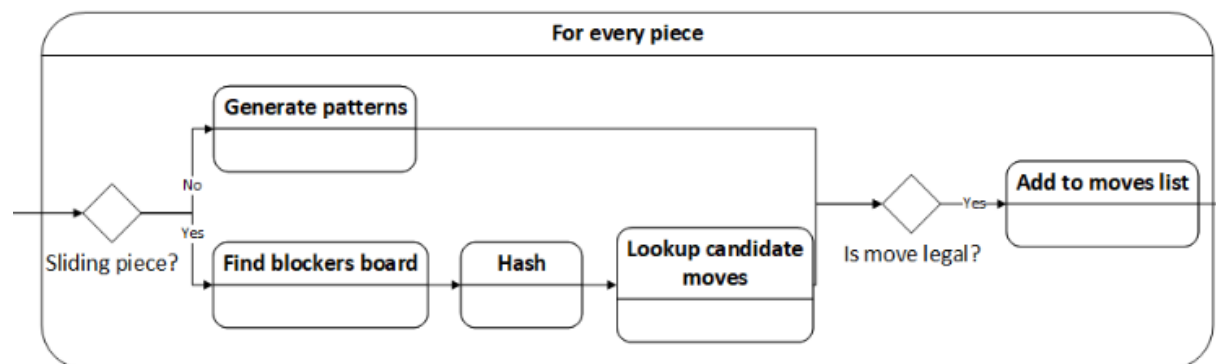 For every piece
Generate patterns
No
Yes
Sliding piece?
Find blockers board
Hash
Lookup candidate
moves
Is move legal?
Yes
Add to moves list